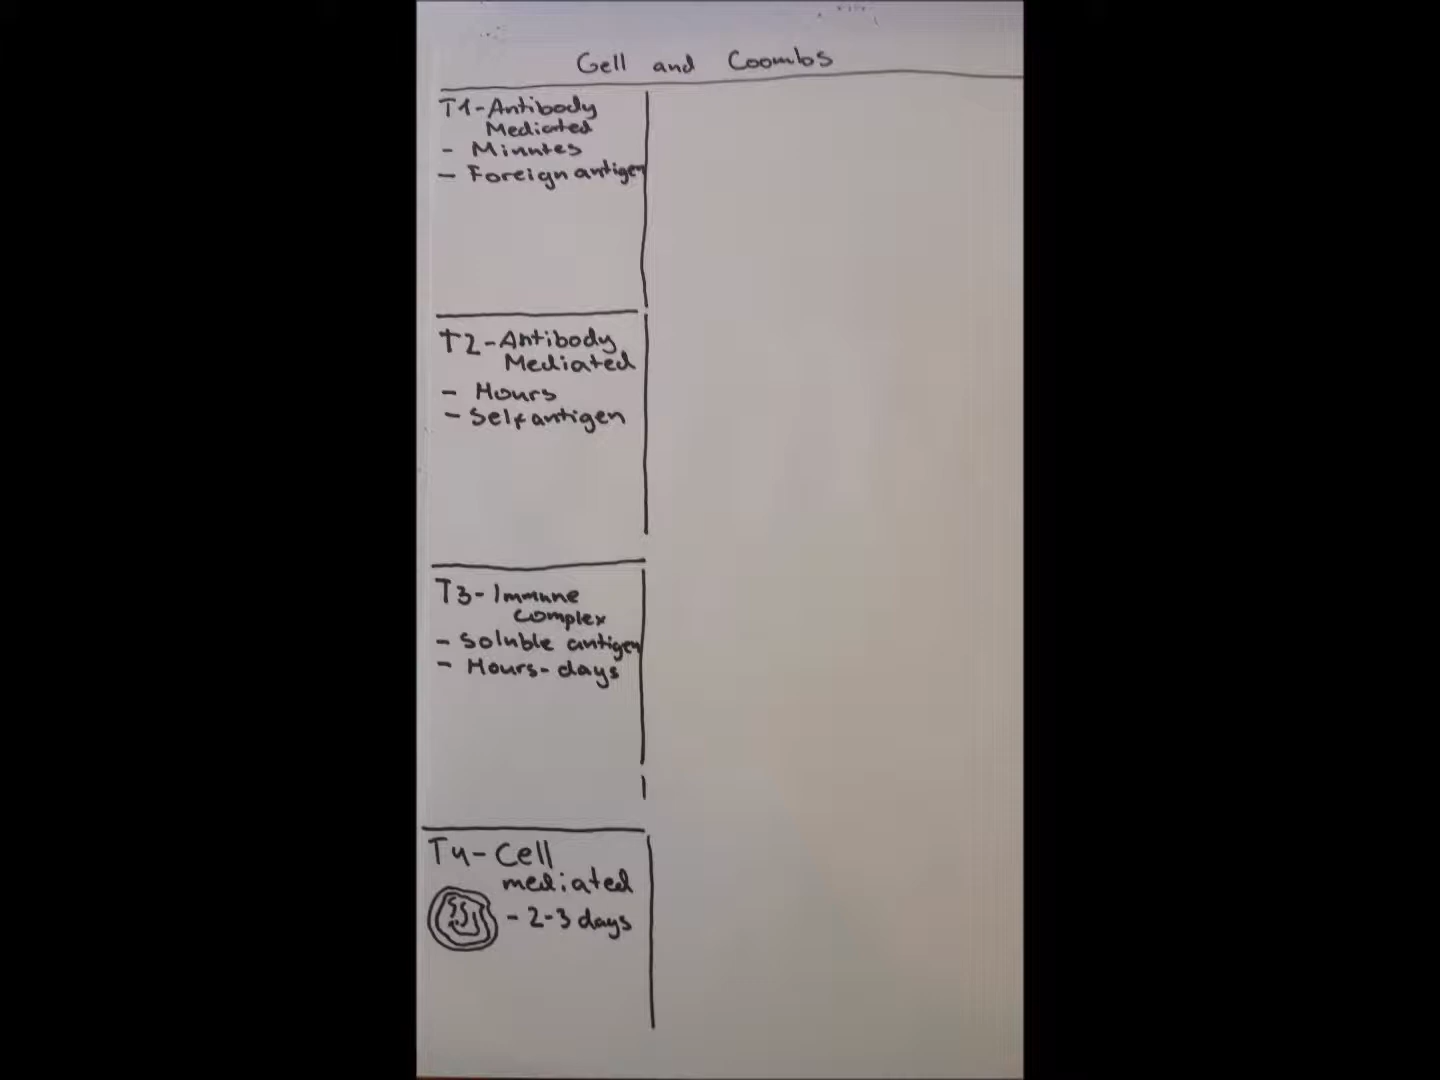 Gell and Coombs
T1-Antibody
Mediated
- Minutes
- Foreign antigen
T2-Antibody
Mediated
- Hours
- Self antigen
T3-Immune
Complex
- Soluble antigen
- Hours-days
T4-Cell
mediated
- 2-3 days